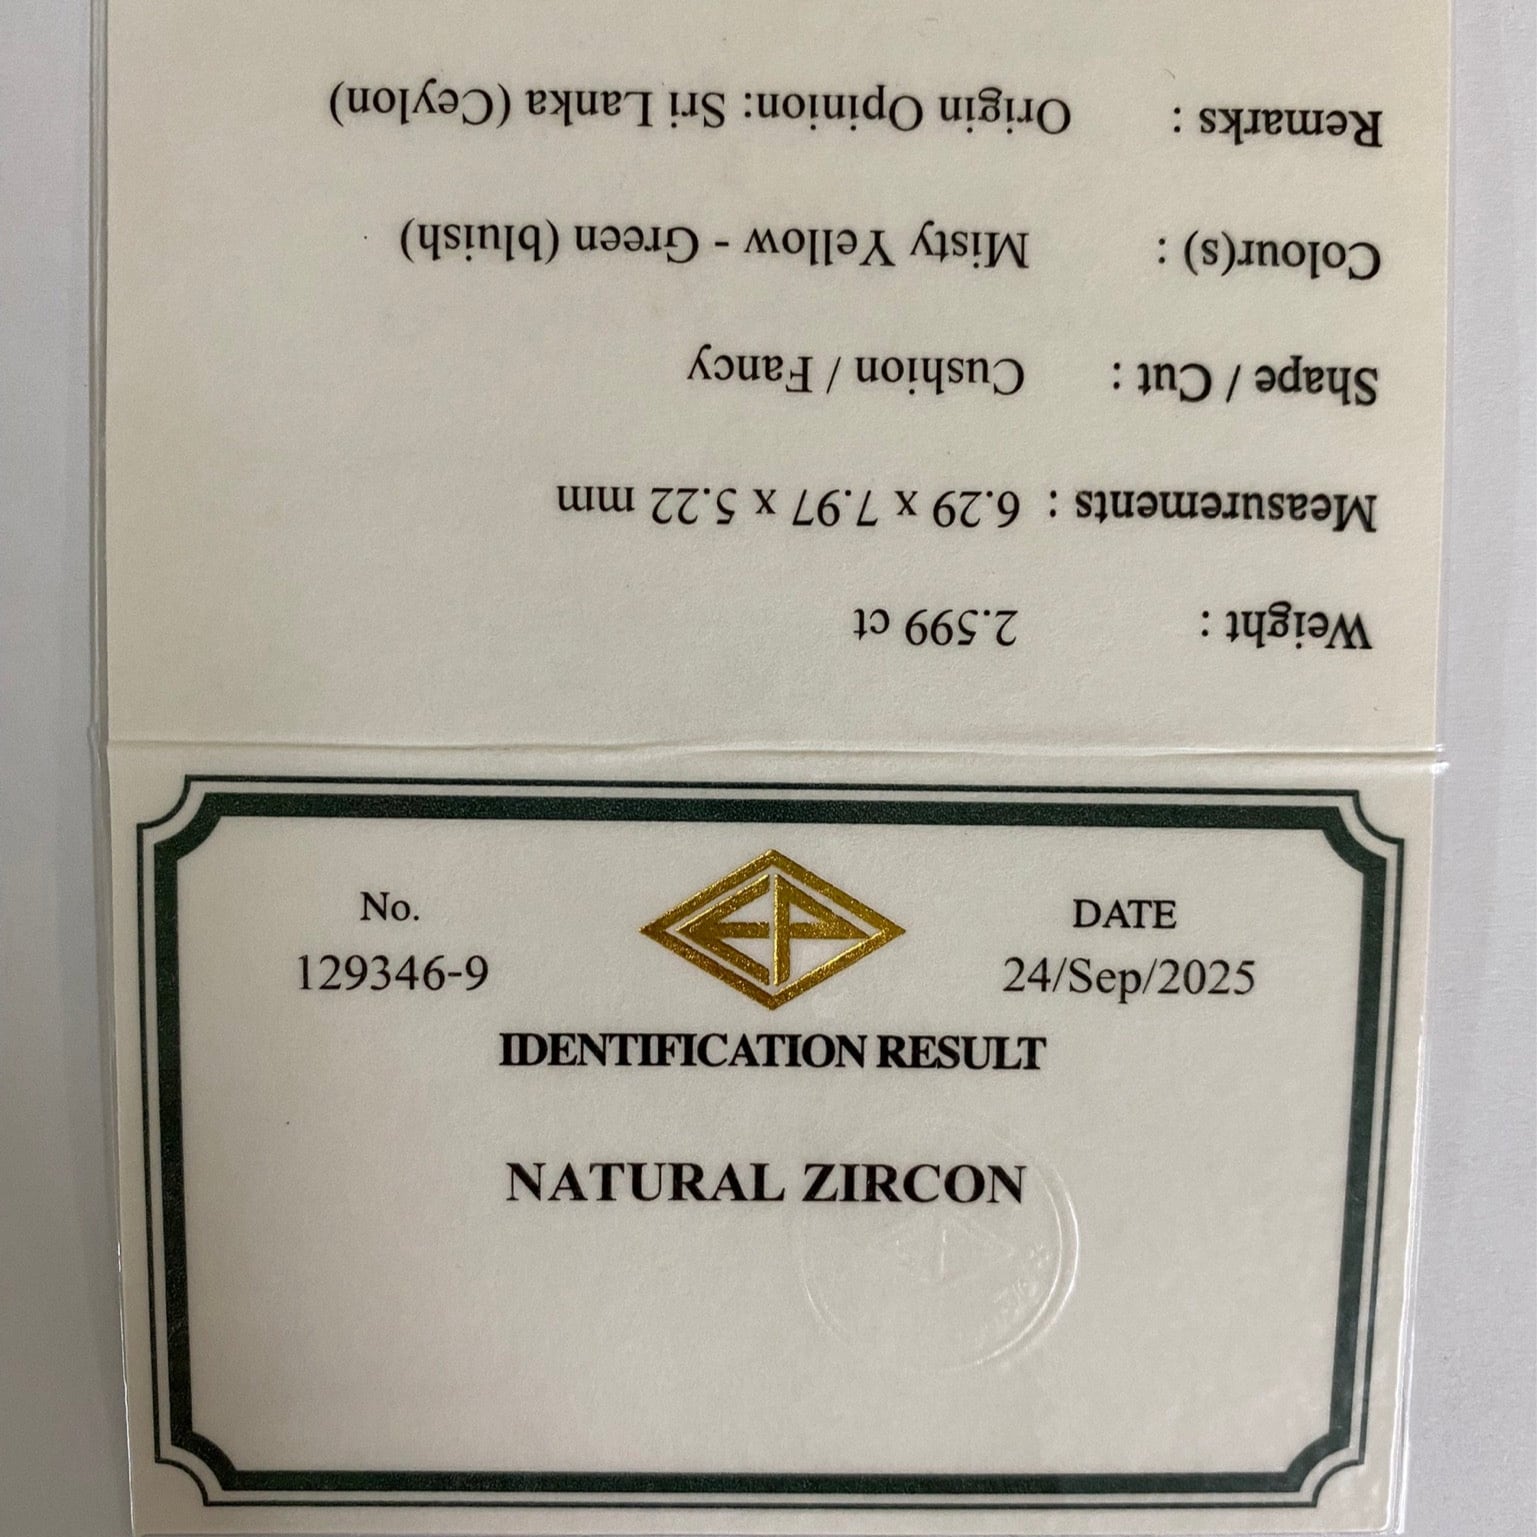 No.
129346-9
DATE
24/Sep/2025
IDENTIFICATION RESULT
NATURAL ZIRCON
Weight : 2.599 ct
Measurements : 6.29 x 7.97 x 5.22 mm
Shape / Cut : Cushion / Fancy
Colour(s) : Misty Yellow - Green (bluish)
Remarks : Origin Opinion: Sri Lanka (Ceylon)